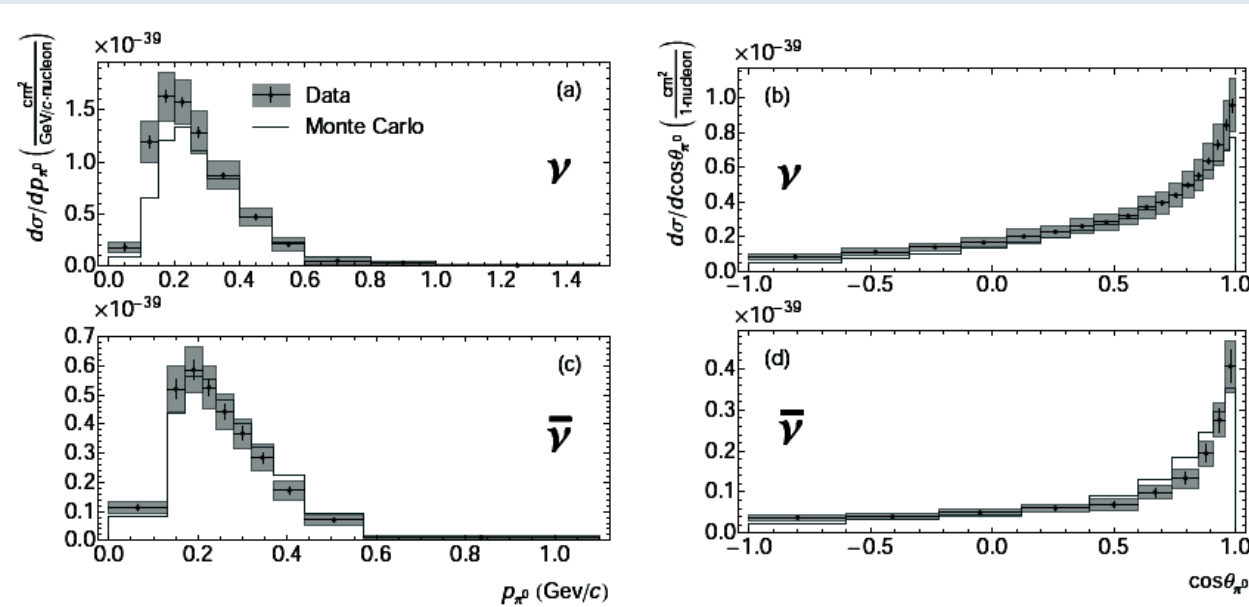 ×10−39
dσ/dpπ0 (cm2 / GeV/c-nucleon)
1.5
1.0
0.5
0.0
0.0 0.2 0.4 0.6 0.8 1.0 1.2 1.4
Data
Monte Carlo
(a)
ν
×10−39
dσ/dcosθπ0 (cm2 / 1-nucleon)
1.0
0.8
0.6
0.4
0.2
0.0
−1.0 −0.5 0.0 0.5 1.0
(b)
ν
×10−39
0.7
0.6
0.5
0.4
0.3
0.2
0.1
0.0
0.0 0.2 0.4 0.6 0.8 1.0
(c)
ν̅
pπ0 (Gev/c)
×10−39
0.4
0.3
0.2
0.1
0.0
−1.0 −0.5 0.0 0.5 1.0
(d)
ν̅
cosθπ0